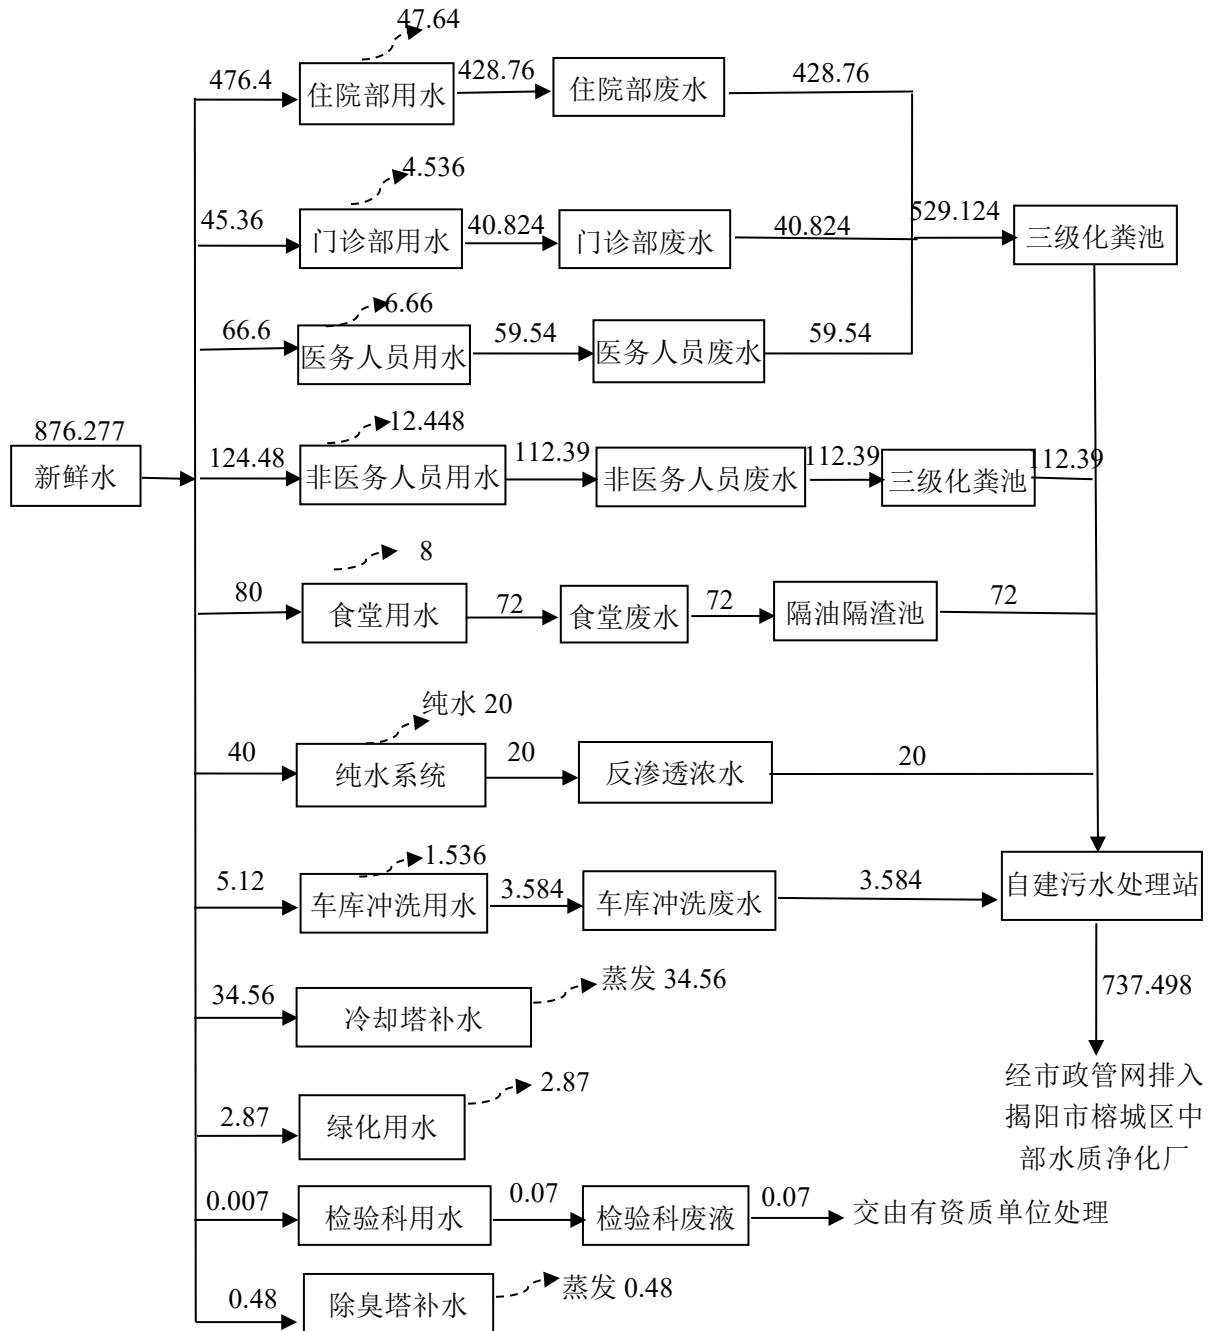 47.64
476.4
住院部用水
428.76
住院部废水
428.76
4.536
45.36
门诊部用水
40.824
门诊部废水
40.824
529.124
三级化粪池
6.66
66.6
医务人员用水
59.54
医务人员废水
59.54
876.277
新鲜水
12.448
124.48
非医务人员用水
112.39
非医务人员废水
112.39
三级化粪池
112.39
8
80
食堂用水
72
食堂废水
72
隔油隔渣池
72
纯水 20
40
纯水系统
20
反渗透浓水
20
1.536
5.12
车库冲洗用水
3.584
车库冲洗废水
3.584
自建污水处理站
蒸发 34.56
34.56
冷却塔补水
737.498
经市政管网排入
揭阳市榕城区中
部水质净化厂
2.87
2.87
绿化用水
0.007
检验科用水
0.07
检验科废液
0.07
交由有资质单位处理
蒸发 0.48
0.48
除臭塔补水